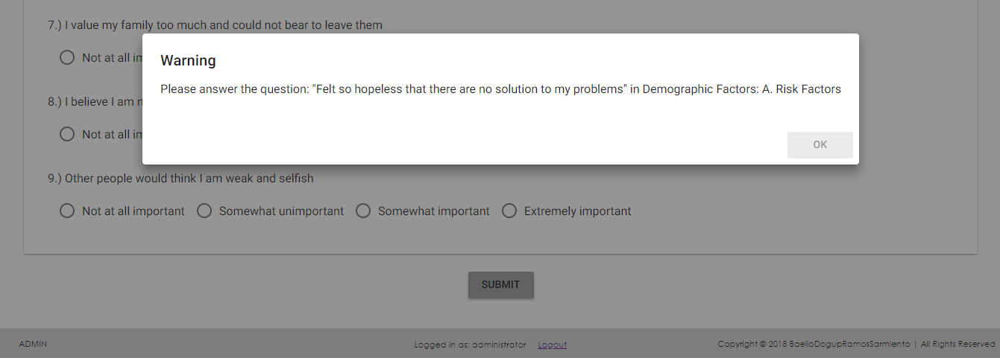 7.) I value my family too much and could not bear to leave them
Warning
Not at all im
Please answer the question: "Felt so hopeless that there are no solution to my problems" in Demographic Factors: A. Risk Factors
8.) I believe I am n
Not at all im
OK
9.) Other people would think I am weak and selfish
Not at all important Somewhat unimportant Somewhat important Extremely important
SUBMIT
ADMIN Logged in as: administrator Logout Copyright © 2018 BaelloDogupRamosSarmiento | All Rights Reserved